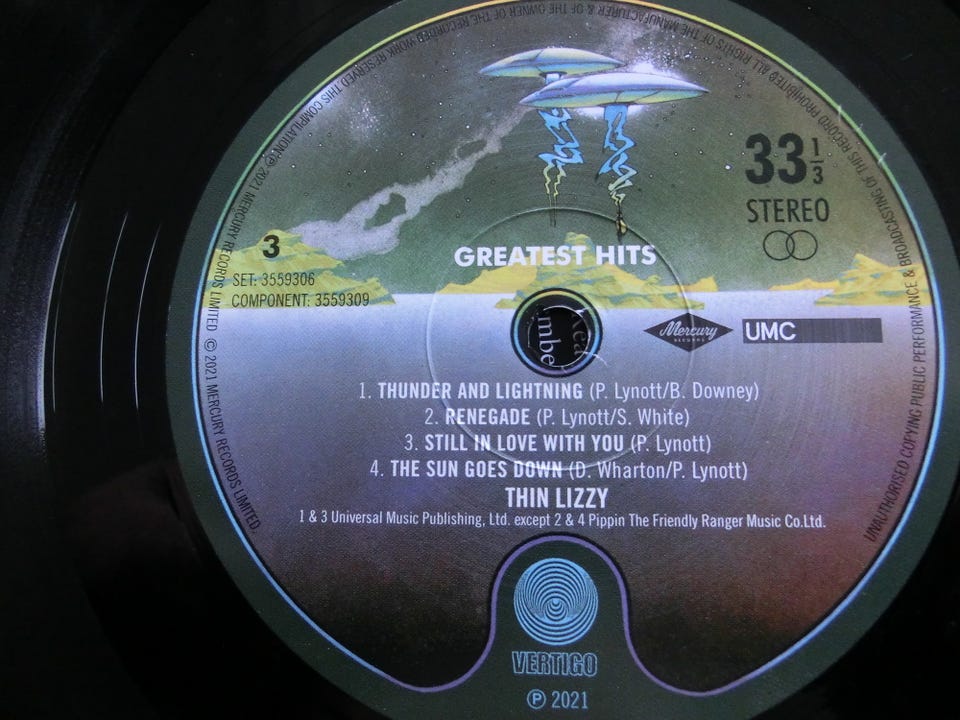 THE MANUFACTURER & OF THE OWNER OF THE RECORDED WORK RESERVED
UNAUTHORISED COPYING PUBLIC PERFORMANCE & BROADCASTING OF THIS RECORD PROHIBITED ALL RIGHTS OF
THIS COMPILATION ℗ 2021 MERCURY RECORDS LIMITED © 2021 MERCURY RECORDS LIMITED.
33 1/3
STEREO
GREATEST HITS
3
SET: 3559306
COMPONENT: 3559309
Mercury
RECORDS
UMC
mbe
1. THUNDER AND LIGHTNING (P. Lynott/B. Downey)
2. RENEGADE (P. Lynott/S. White)
3. STILL IN LOVE WITH YOU (P. Lynott)
4. THE SUN GOES DOWN (D. Wharton/P. Lynott)
THIN LIZZY
1 & 3 Universal Music Publishing, Ltd. except 2 & 4 Pippin The Friendly Ranger Music Co.Ltd.
VERTIGO
℗ 2021